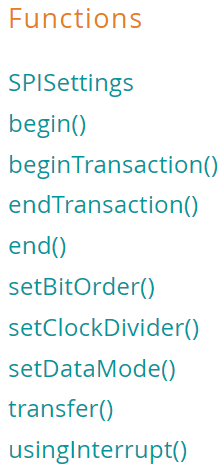 Functions
SPISettings
begin()
beginTransaction()
endTransaction()
end()
setBitOrder()
setClockDivider()
setDataMode()
transfer()
usingInterrupt()